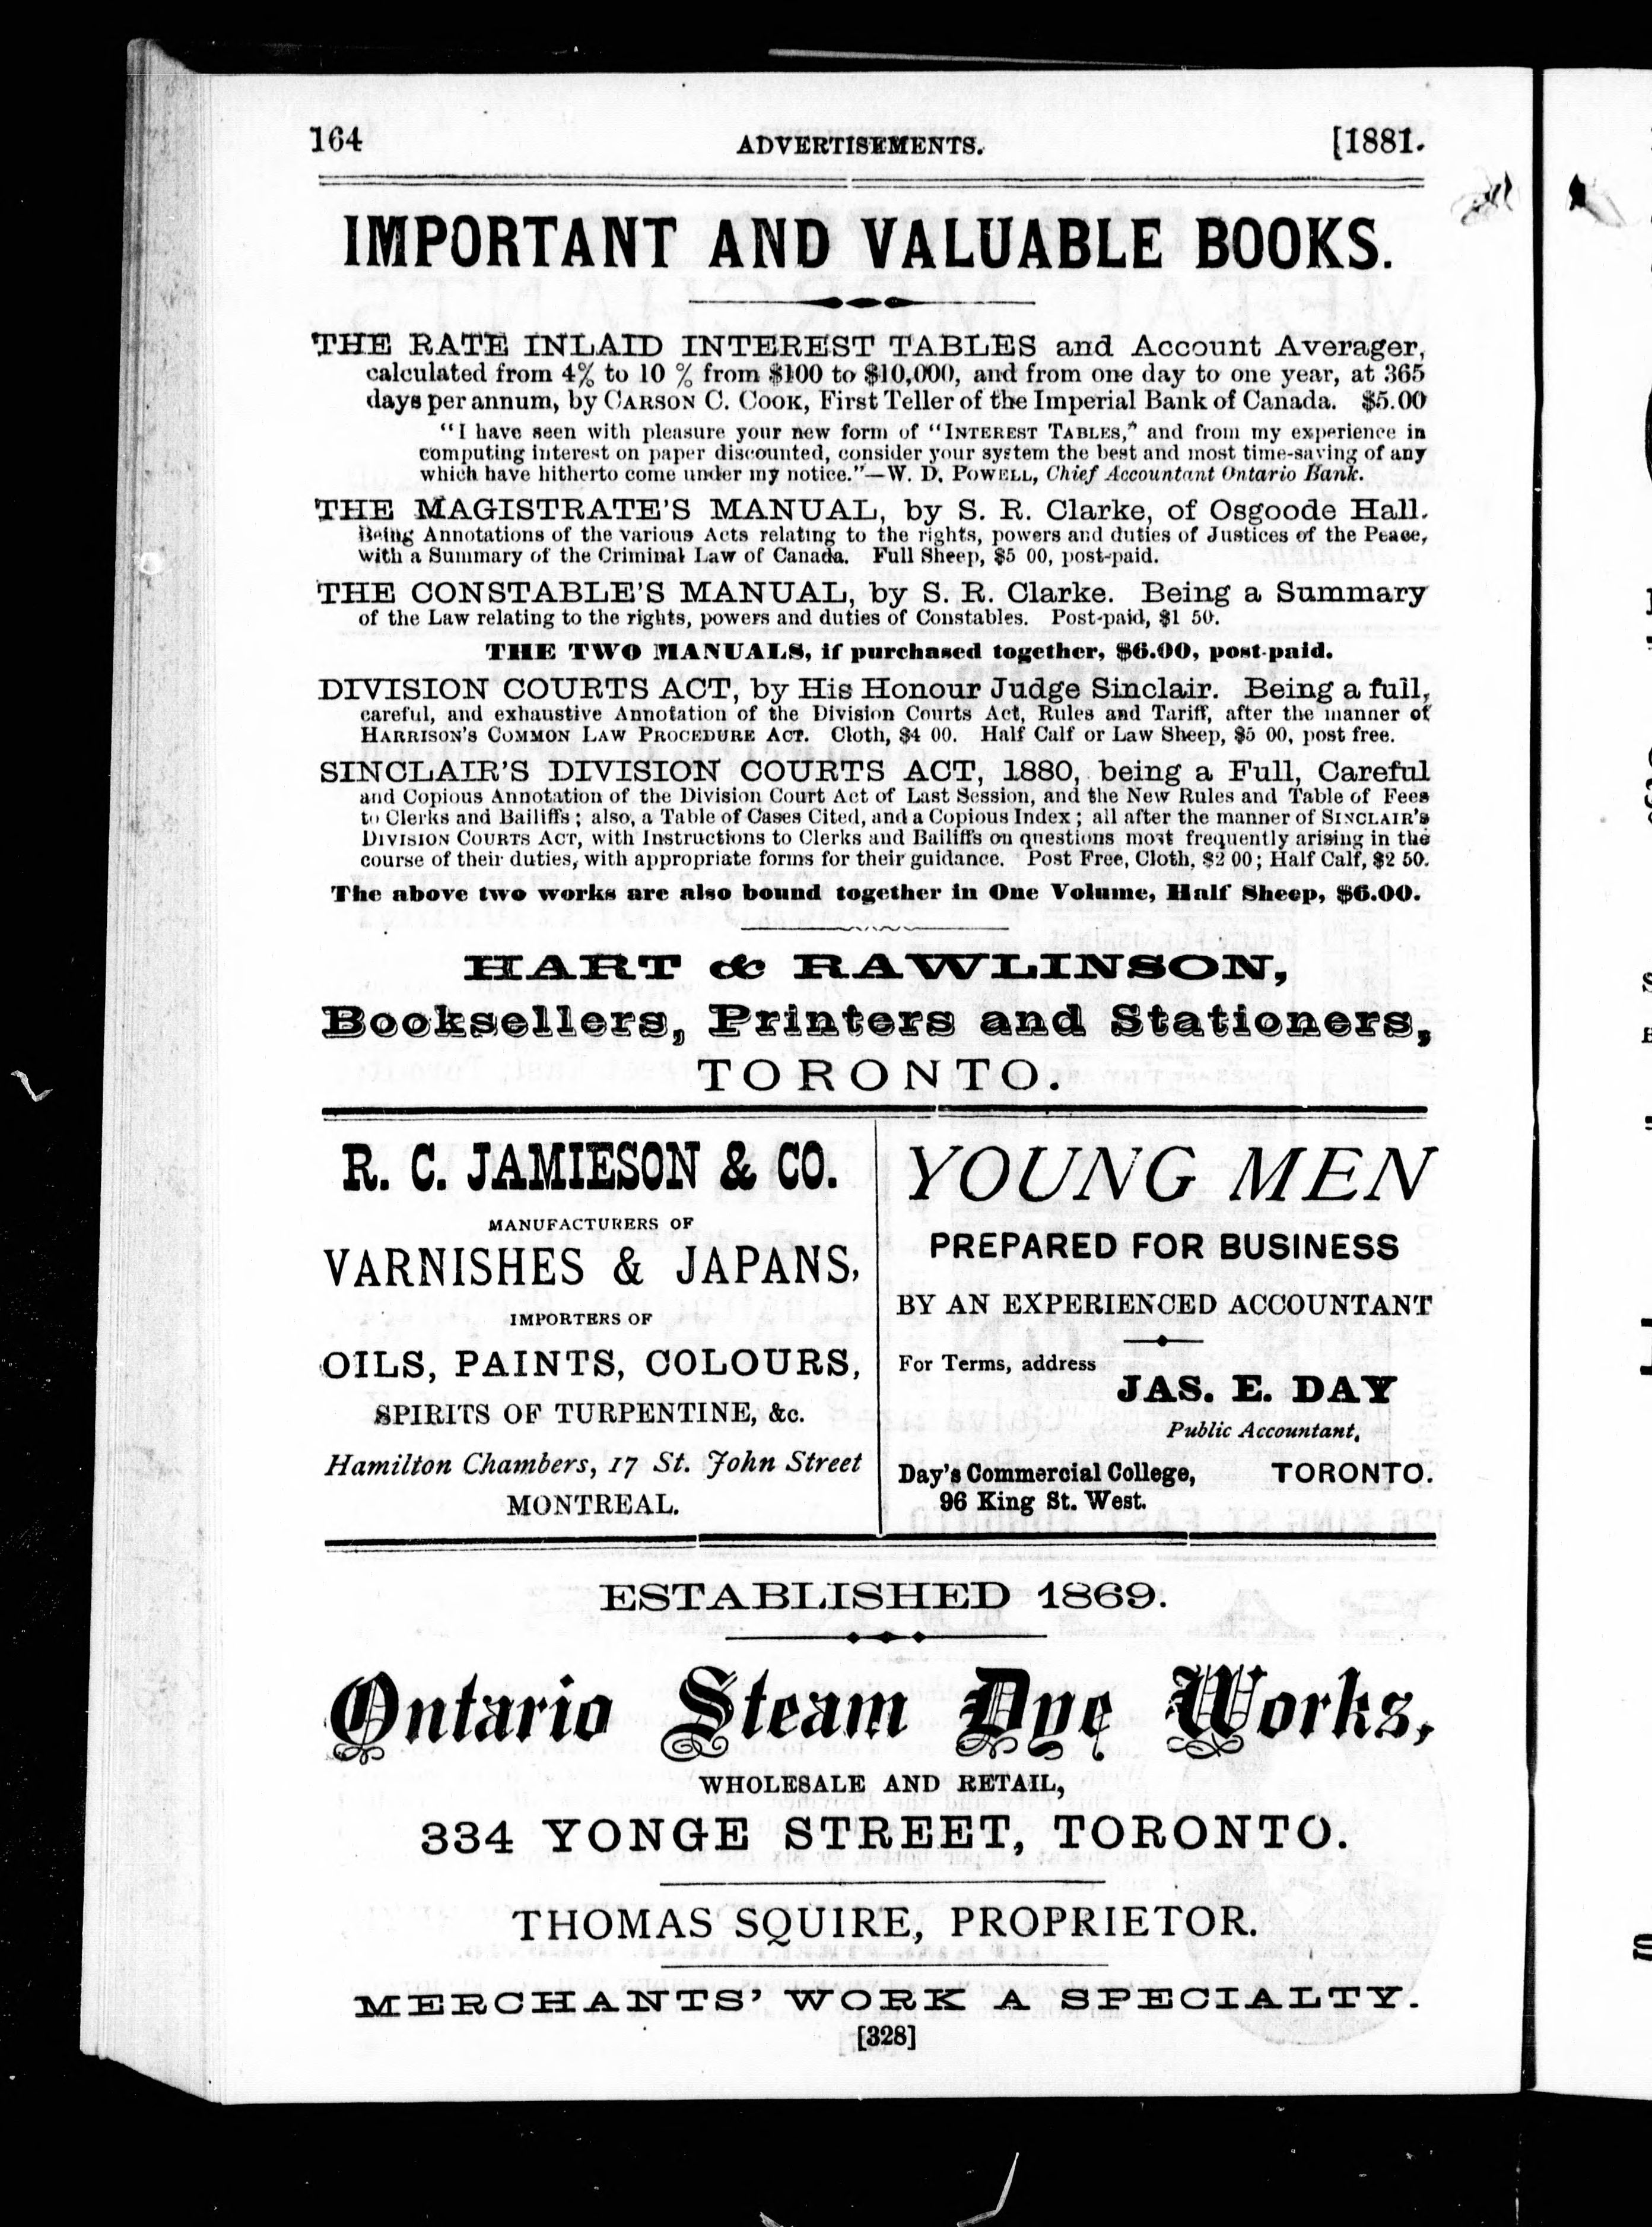 164 ADVERTISEMENTS. [1881.
IMPORTANT AND VALUABLE BOOKS.
THE RATE INLAID INTEREST TABLES and Account Averager,
calculated from 4% to 10 % from $100 to $10,000, and from one day to one year, at 365
days per annum, by CARSON C. COOK, First Teller of the Imperial Bank of Canada. $5.00
"I have seen with pleasure your new form of "INTEREST TABLES," and from my experience in
computing interest on paper discounted, consider your system the best and most time-saving of any
which have hitherto come under my notice."—W. D. POWELL, Chief Accountant Ontario Bank.
THE MAGISTRATE'S MANUAL, by S. R. Clarke, of Osgoode Hall.
Being Annotations of the various Acts relating to the rights, powers and duties of Justices of the Peace,
with a Summary of the Criminal Law of Canada. Full Sheep, $5 00, post-paid.
THE CONSTABLE'S MANUAL, by S. R. Clarke. Being a Summary
of the Law relating to the rights, powers and duties of Constables. Post-paid, $1 50.
THE TWO MANUALS, if purchased together, $6.00, post-paid.
DIVISION COURTS ACT, by His Honour Judge Sinclair. Being a full,
careful, and exhaustive Annotation of the Division Courts Act, Rules and Tariff, after the manner of
HARRISON'S COMMON LAW PROCEDURE ACT. Cloth, $4 00. Half Calf or Law Sheep, $5 00, post free.
SINCLAIR'S DIVISION COURTS ACT, 1880, being a Full, Careful
and Copious Annotation of the Division Court Act of Last Session, and the New Rules and Table of Fees
to Clerks and Bailiffs; also, a Table of Cases Cited, and a Copious Index; all after the manner of SINCLAIR'S
DIVISION COURTS ACT, with Instructions to Clerks and Bailiffs on questions most frequently arising in the
course of their duties, with appropriate forms for their guidance. Post Free, Cloth, $2 00; Half Calf, $2 50.
The above two works are also bound together in One Volume, Half Sheep, $6.00.
HART & RAWLINSON,
Booksellers, Printers and Stationers,
TORONTO.
R. C. JAMIESON & CO.
MANUFACTURERS OF
VARNISHES & JAPANS,
IMPORTERS OF
OILS, PAINTS, COLOURS,
SPIRITS OF TURPENTINE, &c.
Hamilton Chambers, 17 St. John Street
MONTREAL.
YOUNG MEN
PREPARED FOR BUSINESS
BY AN EXPERIENCED ACCOUNTANT
For Terms, address
JAS. E. DAY
Public Accountant,
Day's Commercial College, TORONTO.
96 King St. West.
ESTABLISHED 1869.
Ontario Steam Dye Works,
WHOLESALE AND RETAIL,
334 YONGE STREET, TORONTO.
THOMAS SQUIRE, PROPRIETOR.
MERCHANTS' WORK A SPECIALTY.
[328]